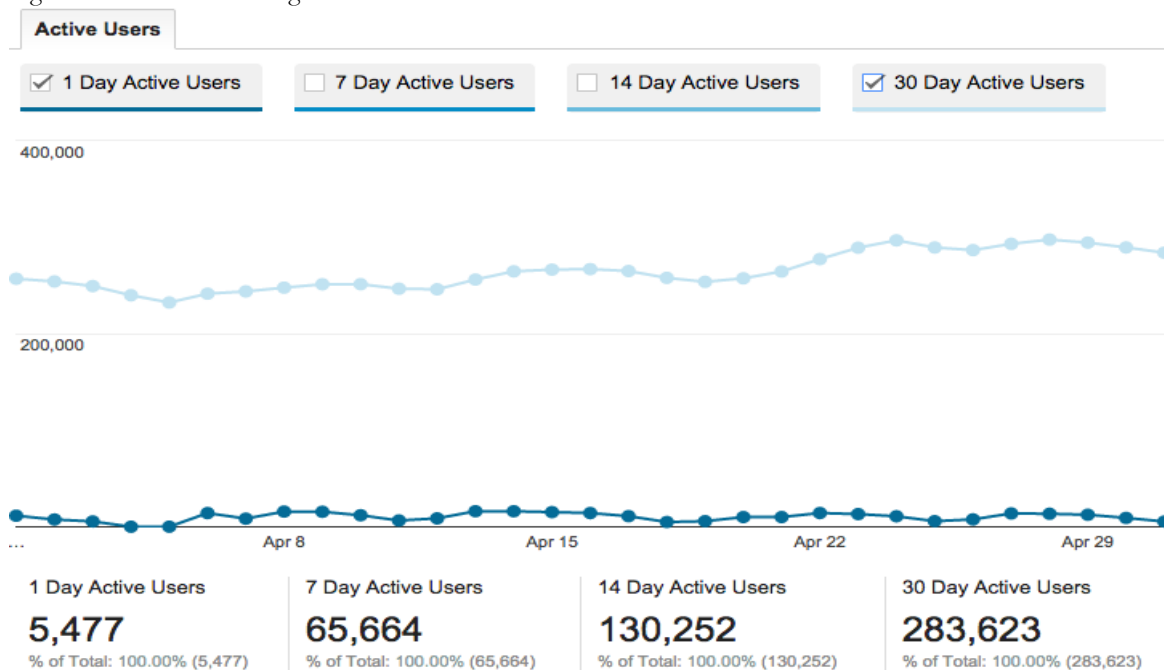 Active Users
1 Day Active Users 7 Day Active Users 14 Day Active Users 30 Day Active Users
400,000
200,000
... Apr 8 Apr 15 Apr 22 Apr 29
1 Day Active Users 7 Day Active Users 14 Day Active Users 30 Day Active Users
5,477 65,664 130,252 283,623
% of Total: 100.00% (5,477) % of Total: 100.00% (65,664) % of Total: 100.00% (130,252) % of Total: 100.00% (283,623)